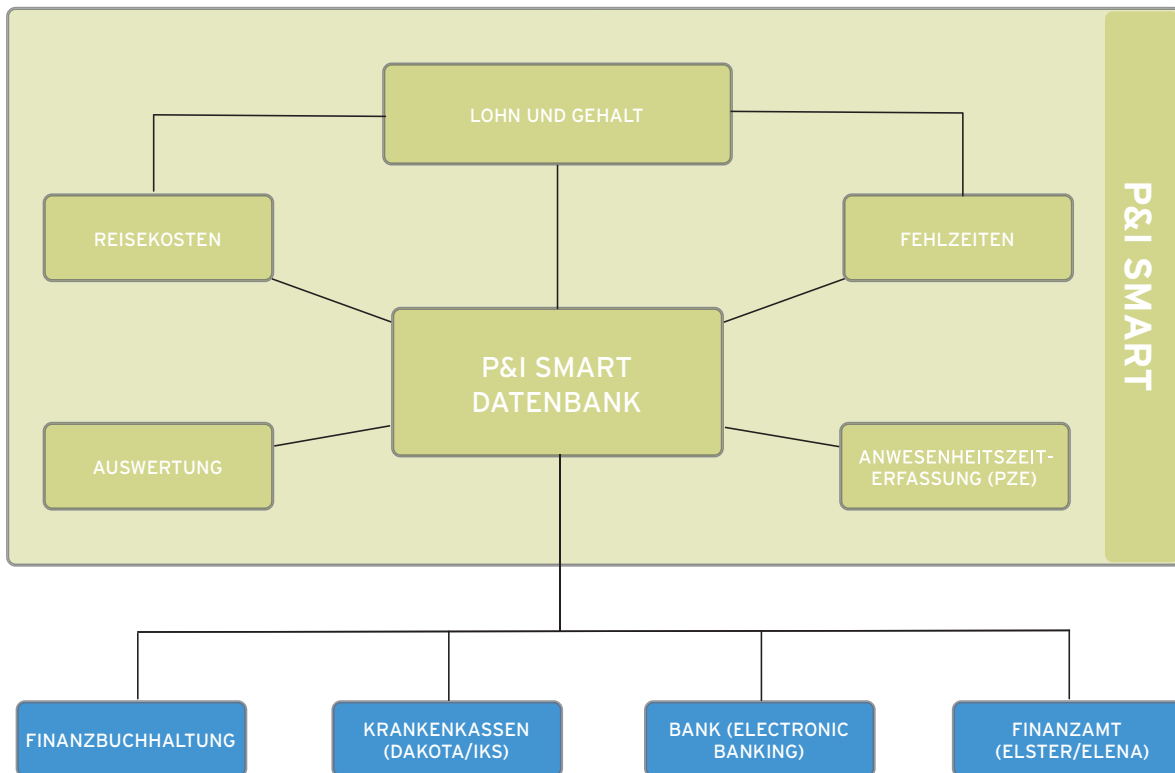 LOHN UND GEHALT
REISEKOSTEN
FEHLZEITEN
P&I SMART
P&I SMART
DATENBANK
AUSWERTUNG
ANWESENHEITSZEIT-
ERFASSUNG (PZE)
FINANZBUCHHALTUNG
KRANKENKASSEN
(DAKOTA/IKS)
BANK (ELECTRONIC
BANKING)
FINANZAMT
(ELSTER/ELENA)